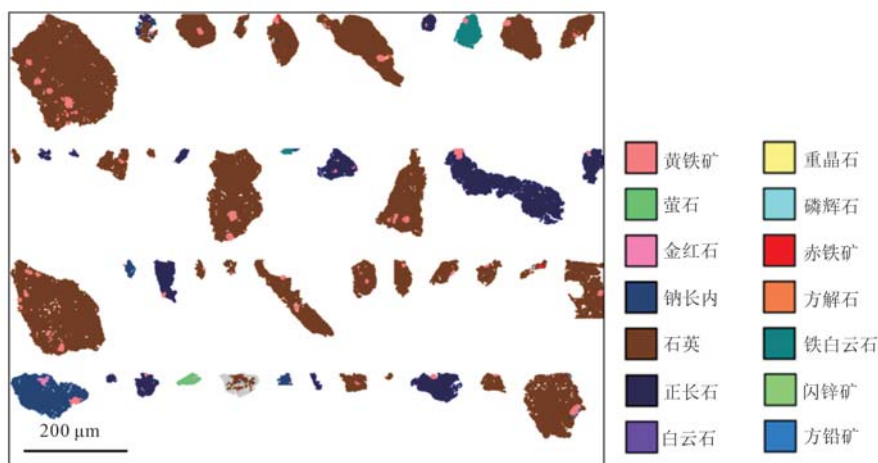 黄铁矿
萤石
金红石
钠长内
石英
正长石
白云石
重晶石
磷辉石
赤铁矿
方解石
铁白云石
闪锌矿
方铅矿
200 μm